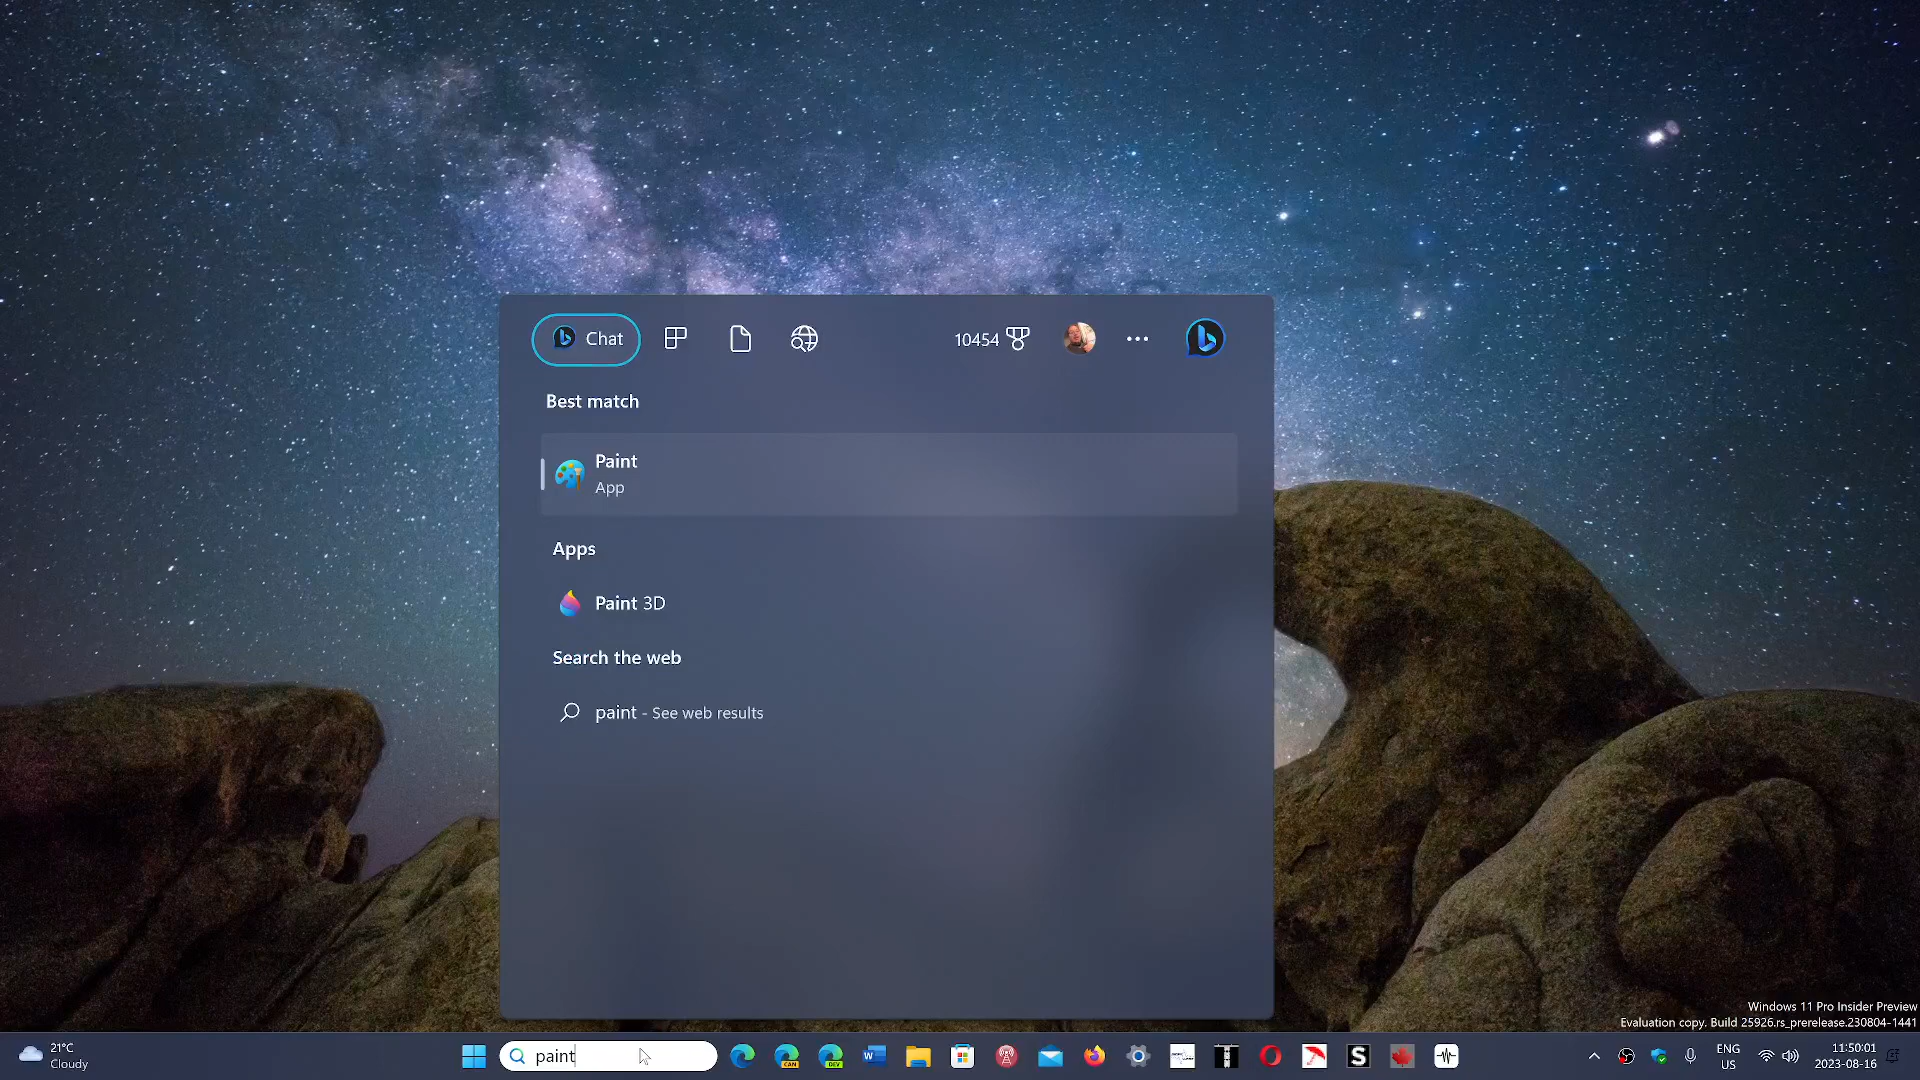 Chat
10454
Best match
Paint
App
Apps
Paint 3D
Search the web
paint - See web results
Windows 11 Pro Insider Preview
Evaluation copy. Build 25926.rs_prerelease.230804-1441
21°C
Cloudy
paint
CAN
DEV
W
S
ENG
US
11:50:01
2023-08-16